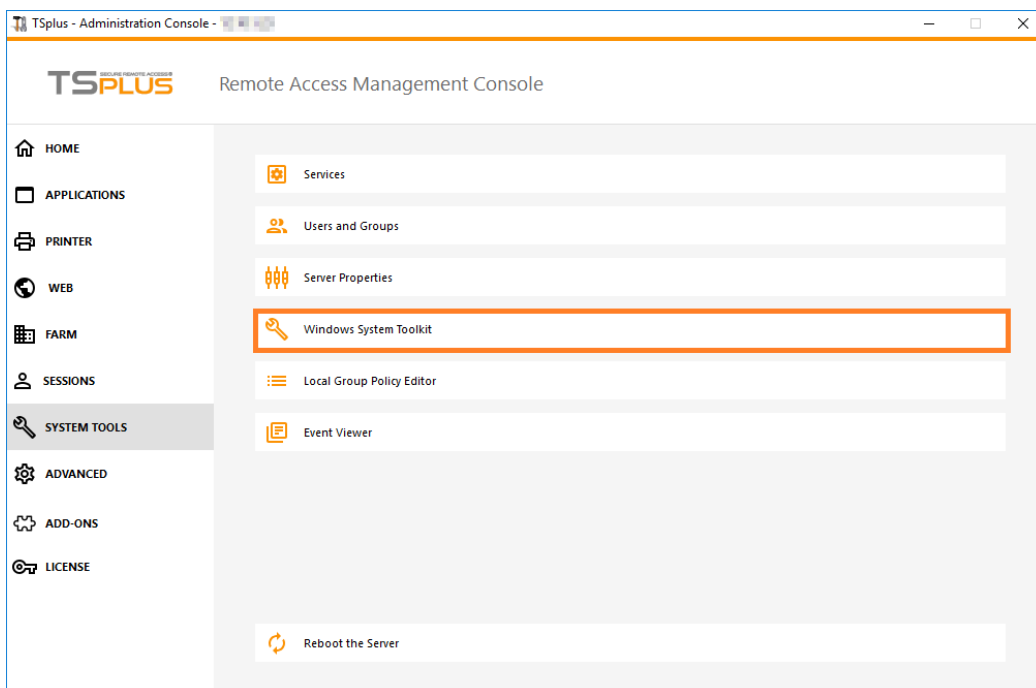 TSplus - Administration Console -
TSPLUS SECURE REMOTE ACCESS®
Remote Access Management Console
HOME
APPLICATIONS
PRINTER
WEB
FARM
SESSIONS
SYSTEM TOOLS
ADVANCED
ADD-ONS
LICENSE
Services
Users and Groups
Server Properties
Windows System Toolkit
Local Group Policy Editor
Event Viewer
Reboot the Server